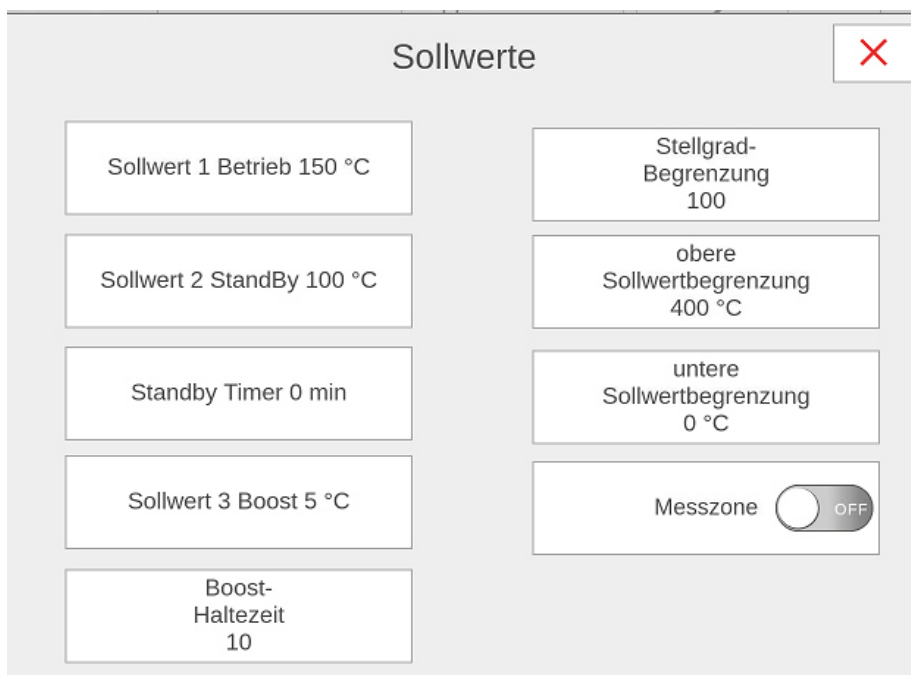 Sollwerte
Sollwert 1 Betrieb 150 °C
Sollwert 2 StandBy 100 °C
Standby Timer 0 min
Sollwert 3 Boost 5 °C
Boost-
Haltezeit
10
Stellgrad-
Begrenzung
100
obere
Sollwertbegrenzung
400 °C
untere
Sollwertbegrenzung
0 °C
Messzone OFF